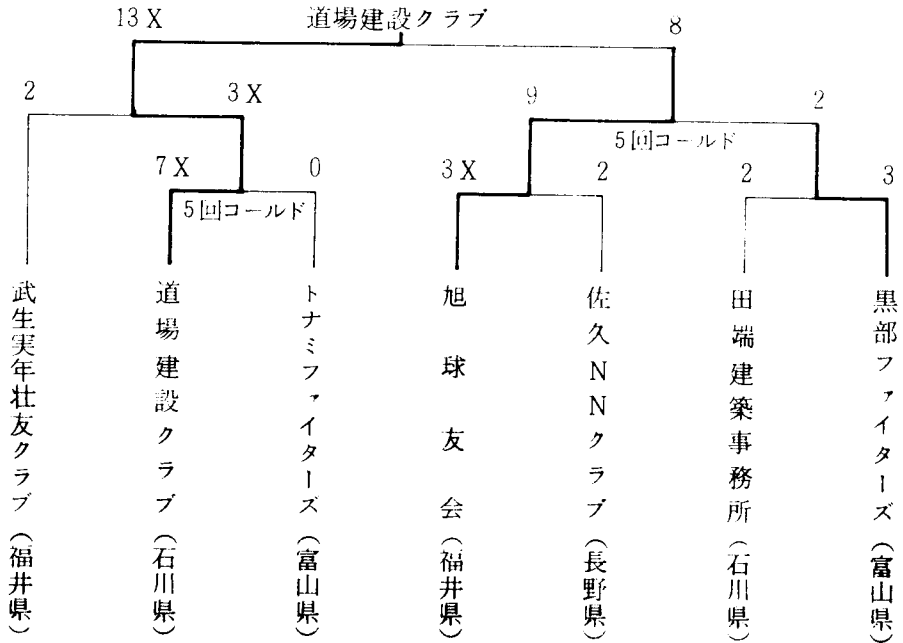 13X 道場建設クラブ 8
2 3X 9 2
5回コールド
7X 0 3X 2 2 3
5回コールド
武生実年壮友クラブ（福井県）
道場建設クラブ（石川県）
トナミファイターズ（富山県）
旭球友会（福井県）
佐久NNクラブ（長野県）
田端建築事務所（石川県）
黒部ファイターズ（富山県）